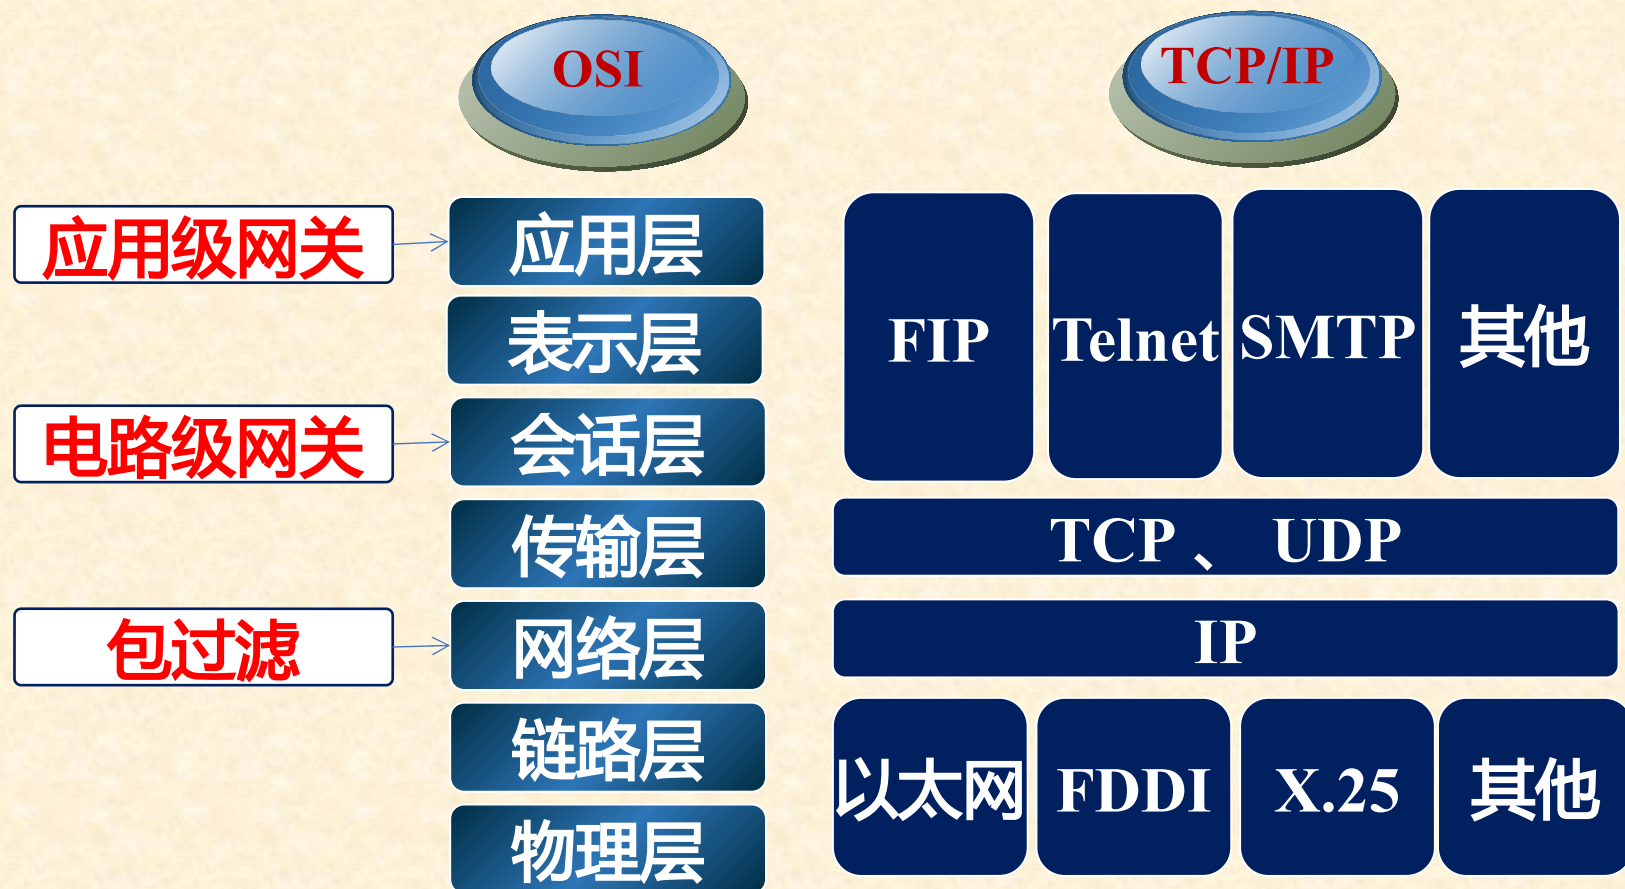 OSI
TCP/IP
应用级网关
应用层
表示层
电路级网关
会话层
传输层
包过滤
网络层
链路层
物理层
FIP
Telnet
SMTP
其他
TCP 、 UDP
IP
以太网
FDDI
X.25
其他